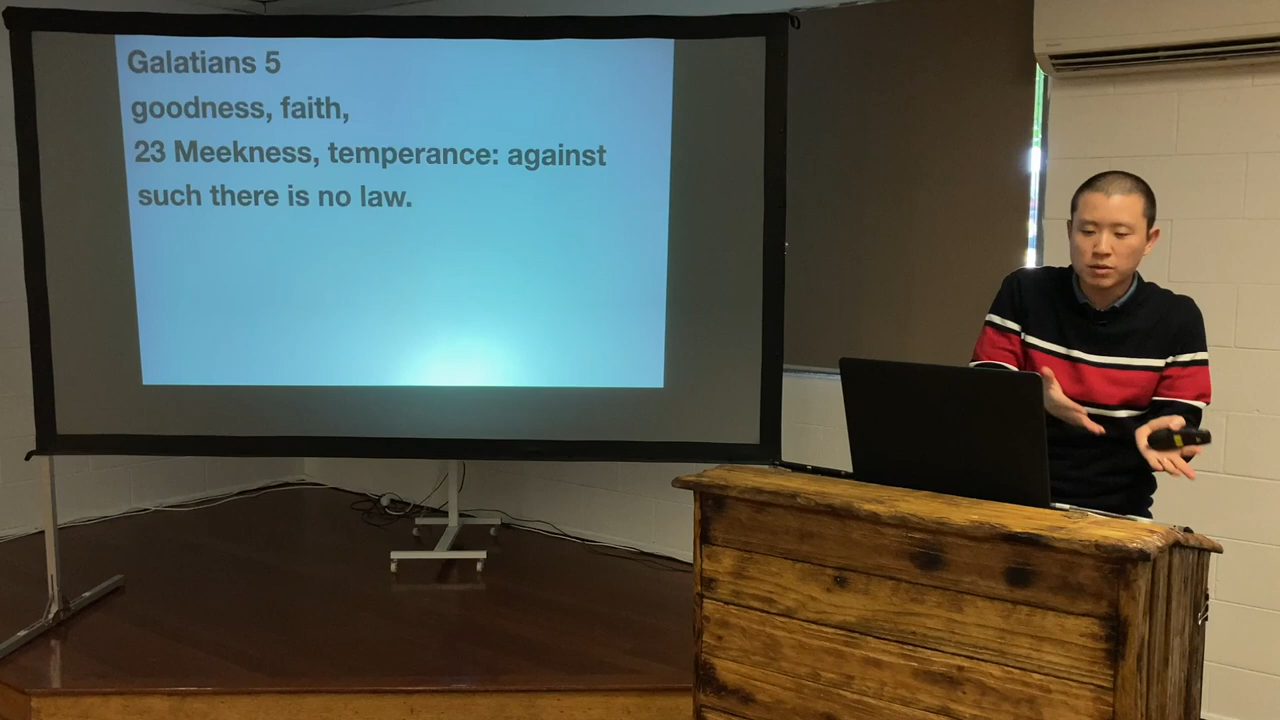 Galatians 5
goodness, faith,
23 Meekness, temperance: against
such there is no law.